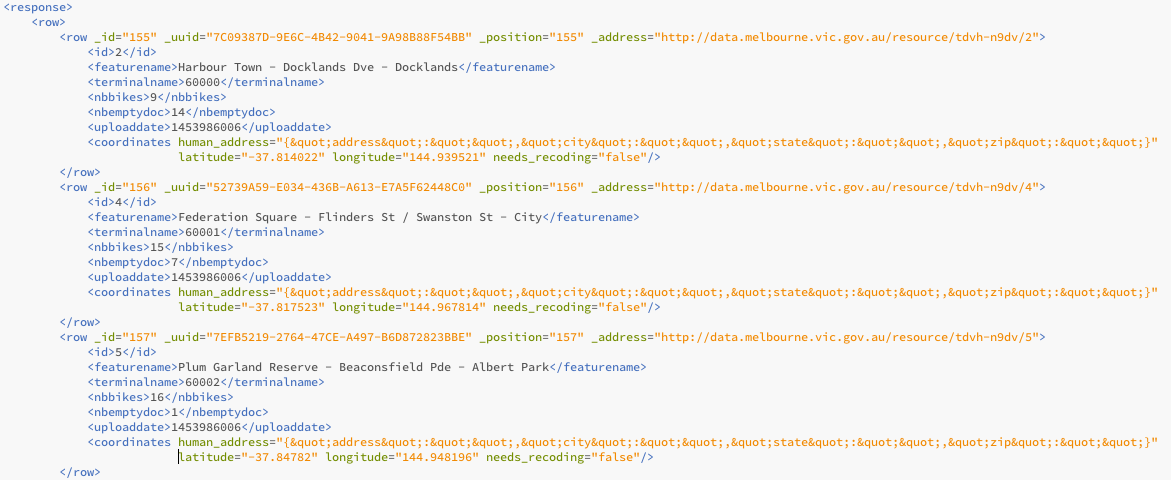 <response>
<row>
<row _id="155" _uuid="7C09387D-9E6C-4B42-9041-9A98B88F54BB" _position="155" _address="http://data.melbourne.vic.gov.au/resource/tdvh-n9dv/2">
<id>2</id>
<featurename>Harbour Town - Docklands Dve - Docklands</featurename>
<terminalname>60000</terminalname>
<nbbikes>9</nbbikes>
<nbemptydoc>14</nbemptydoc>
<uploaddate>1453986006</uploaddate>
<coordinates human_address="{&quot;address&quot;:&quot;&quot;,&quot;city&quot;:&quot;&quot;,&quot;state&quot;:&quot;&quot;,&quot;zip&quot;:&quot;&quot;}"
latitude="-37.814022" longitude="144.939521" needs_recoding="false"/>
</row>
<row _id="156" _uuid="52739A59-E034-436B-A613-E7A5F62448C0" _position="156" _address="http://data.melbourne.vic.gov.au/resource/tdvh-n9dv/4">
<id>4</id>
<featurename>Federation Square - Flinders St / Swanston St - City</featurename>
<terminalname>60001</terminalname>
<nbbikes>15</nbbikes>
<nbemptydoc>7</nbemptydoc>
<uploaddate>1453986006</uploaddate>
<coordinates human_address="{&quot;address&quot;:&quot;&quot;,&quot;city&quot;:&quot;&quot;,&quot;state&quot;:&quot;&quot;,&quot;zip&quot;:&quot;&quot;}"
latitude="-37.817523" longitude="144.967814" needs_recoding="false"/>
</row>
<row _id="157" _uuid="7EFB5219-2764-47CE-A497-B6D872823BBE" _position="157" _address="http://data.melbourne.vic.gov.au/resource/tdvh-n9dv/5">
<id>5</id>
<featurename>Plum Garland Reserve - Beaconsfield Pde - Albert Park</featurename>
<terminalname>60002</terminalname>
<nbbikes>16</nbbikes>
<nbemptydoc>1</nbemptydoc>
<uploaddate>1453986006</uploaddate>
<coordinates human_address="{&quot;address&quot;:&quot;&quot;,&quot;city&quot;:&quot;&quot;,&quot;state&quot;:&quot;&quot;,&quot;zip&quot;:&quot;&quot;}"
latitude="-37.84782" longitude="144.948196" needs_recoding="false"/>
</row>